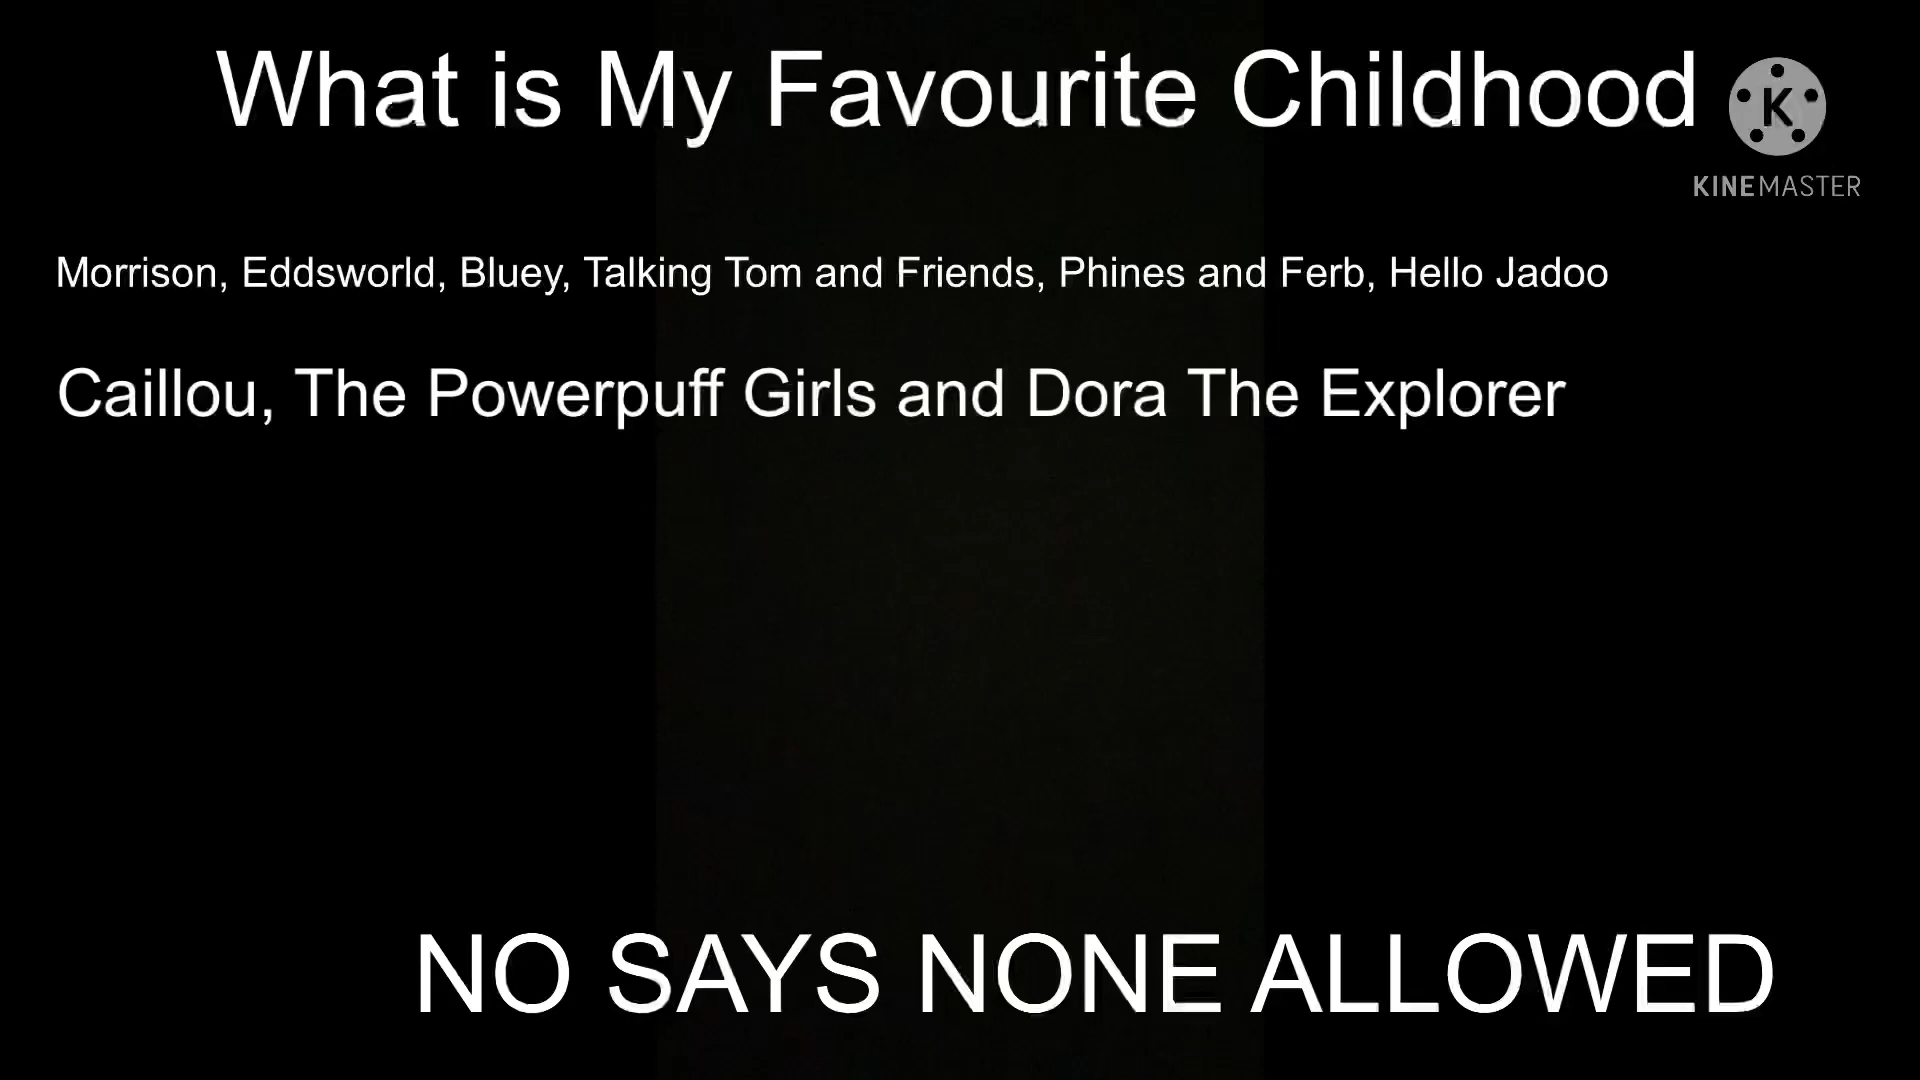 What is My Favourite Childhood
K
KINEMASTER
Morrison, Eddsworld, Bluey, Talking Tom and Friends, Phines and Ferb, Hello Jadoo
Caillou, The Powerpuff Girls and Dora The Explorer
NO SAYS NONE ALLOWED